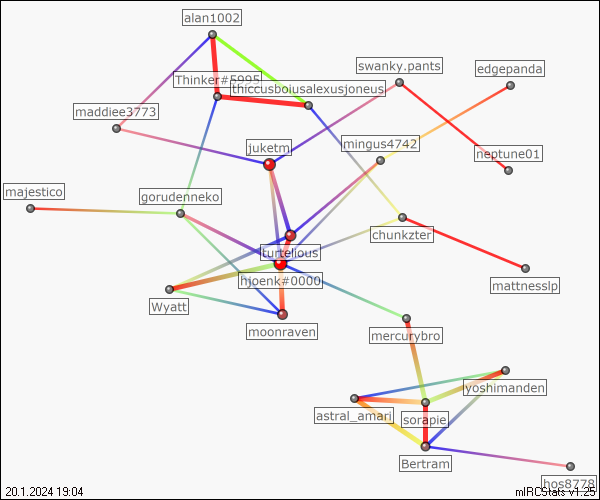 alan1002
swanky.pants
edgepanda
Thinker#5995
thiccusboiusalexusjoneus
maddiee3773
mingus4742
juketm
neptune01
majestico
gorudenneko
chunkzter
turtelious
hjoenk#0000
mattnesslp
Wyatt
moonraven
mercurybro
yoshimanden
astral_amari
sorapie
Bertram
hos8778
20.1.2024 19:04
mIRCStats v1.25